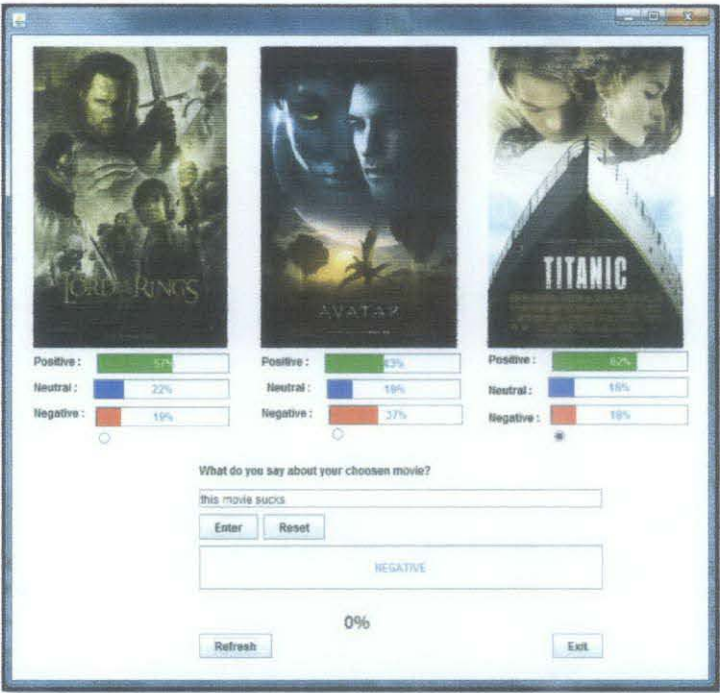 LORD OF THE RINGS
AVATAR
TITANIC
Positive : 57%
Neutral : 22%
Negative : 19%
Positive : 43%
Neutral : 19%
Negative : 37%
Positive : 62%
Neutral :
Negative :
What do you say about your choosen movie?
this movie sucks
Enter Reset
NEGATIVE
0%
Refresh Exit